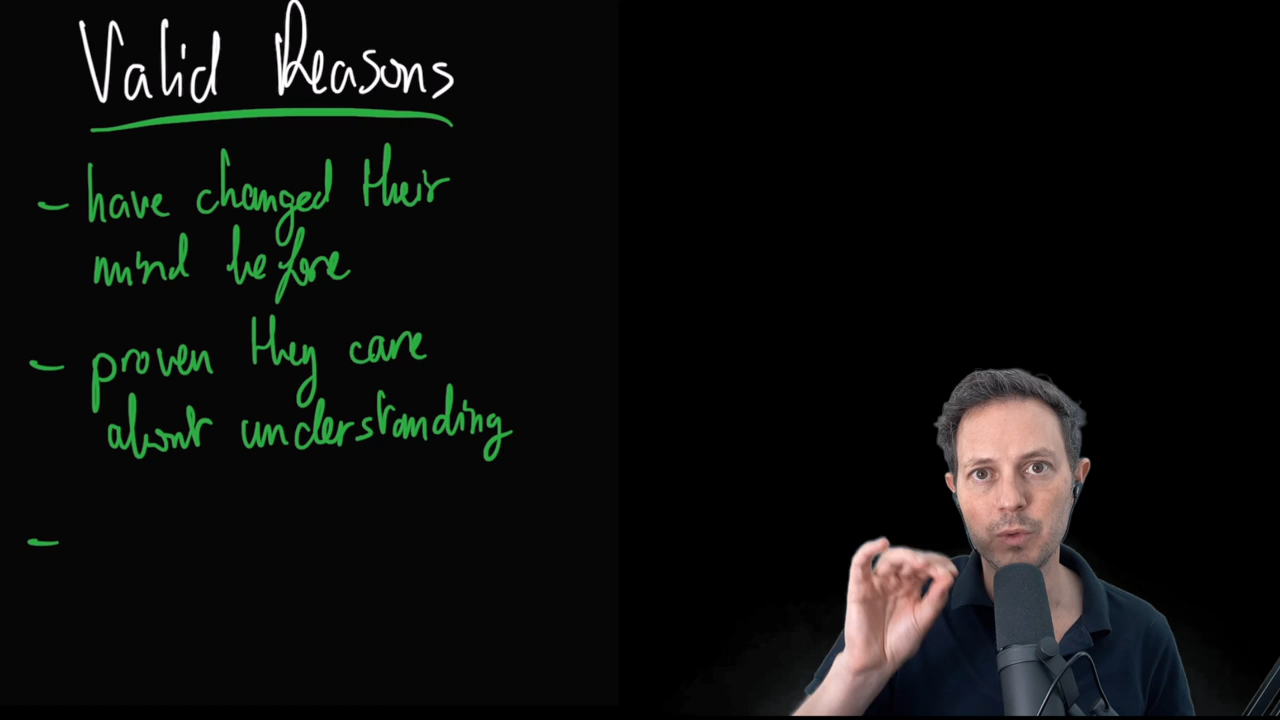 Valid Reasons
- have changed their
mind before
- proven they care
about understanding
-